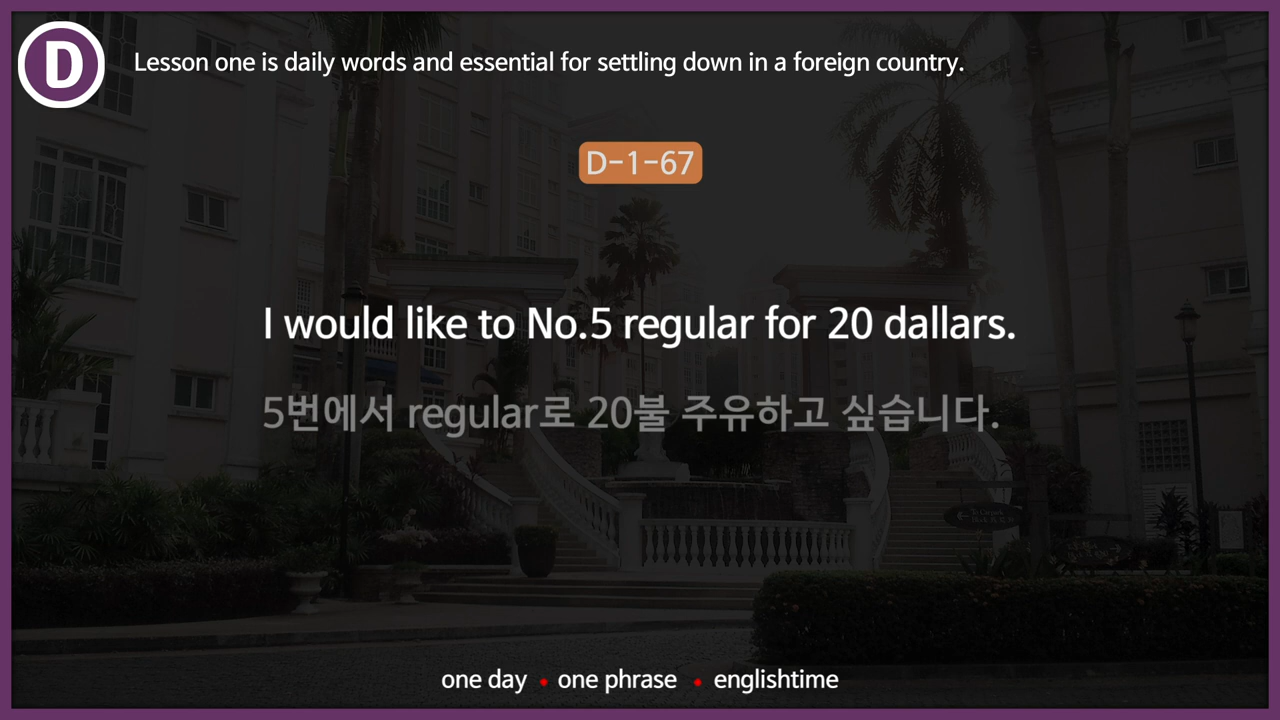 D
Lesson one is daily words and essential for settling down in a foreign country.
D-1-67
I would like to No.5 regular for 20 dallars.
5번에서 regular로 20불 주유하고 싶습니다.
To Carpark
one day • one phrase • englishtime